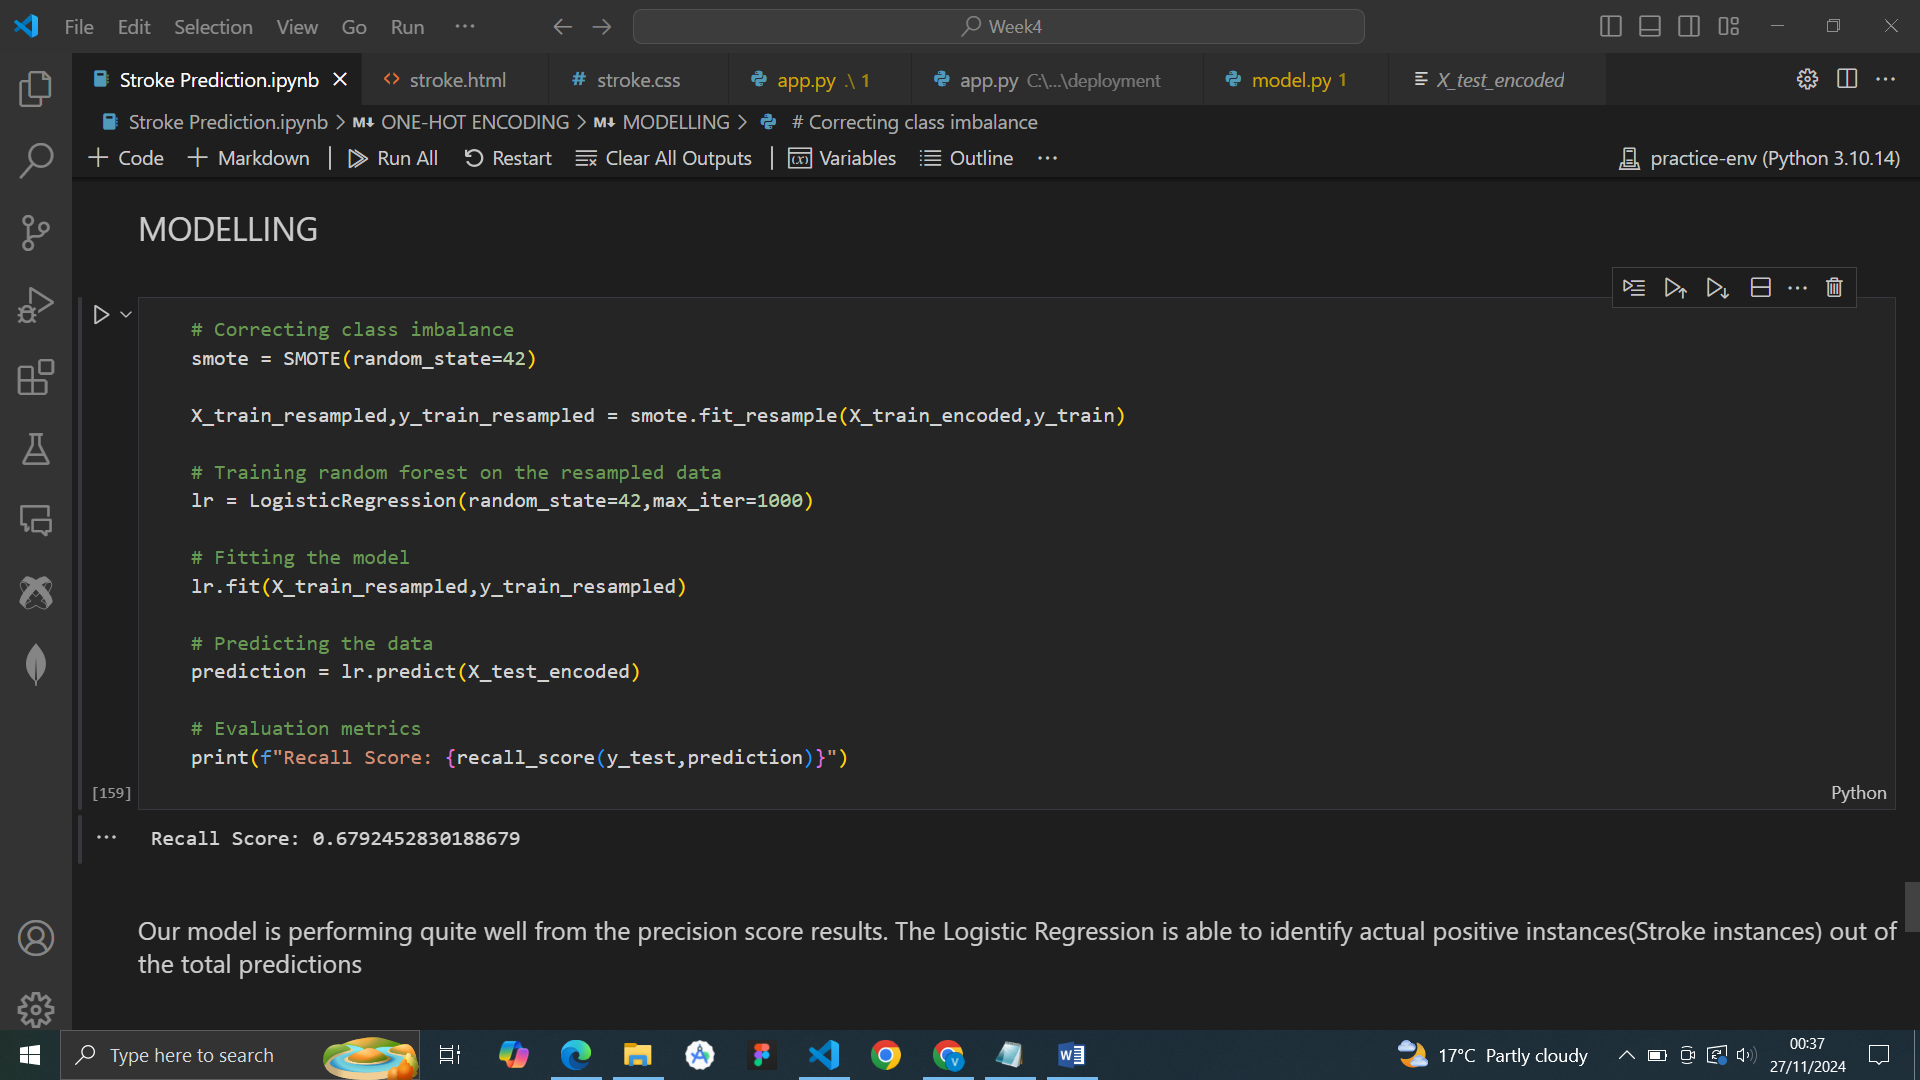 File Edit Selection View Go Run ···
Week4
Stroke Prediction.ipynb
stroke.html
# stroke.css
app.py .\ 1
app.py C:\...\deployment
model.py 1
X_test_encoded
Stroke Prediction.ipynb > M↓ ONE-HOT ENCODING > M↓ MODELLING > # Correcting class imbalance
+ Code + Markdown | Run All Restart Clear All Outputs | Variables Outline ···
practice-env (Python 3.10.14)
MODELLING
# Correcting class imbalance
smote = SMOTE(random_state=42)
X_train_resampled,y_train_resampled = smote.fit_resample(X_train_encoded,y_train)
# Training random forest on the resampled data
lr = LogisticRegression(random_state=42,max_iter=1000)
# Fitting the model
lr.fit(X_train_resampled,y_train_resampled)
# Predicting the data
prediction = lr.predict(X_test_encoded)
# Evaluation metrics
print(f"Recall Score: {recall_score(y_test,prediction)}")
[159]
Python
Recall Score: 0.6792452830188679
Our model is performing quite well from the precision score results. The Logistic Regression is able to identify actual positive instances(Stroke instances) out of
the total predictions
Type here to search
17°C Partly cloudy
00:37
27/11/2024